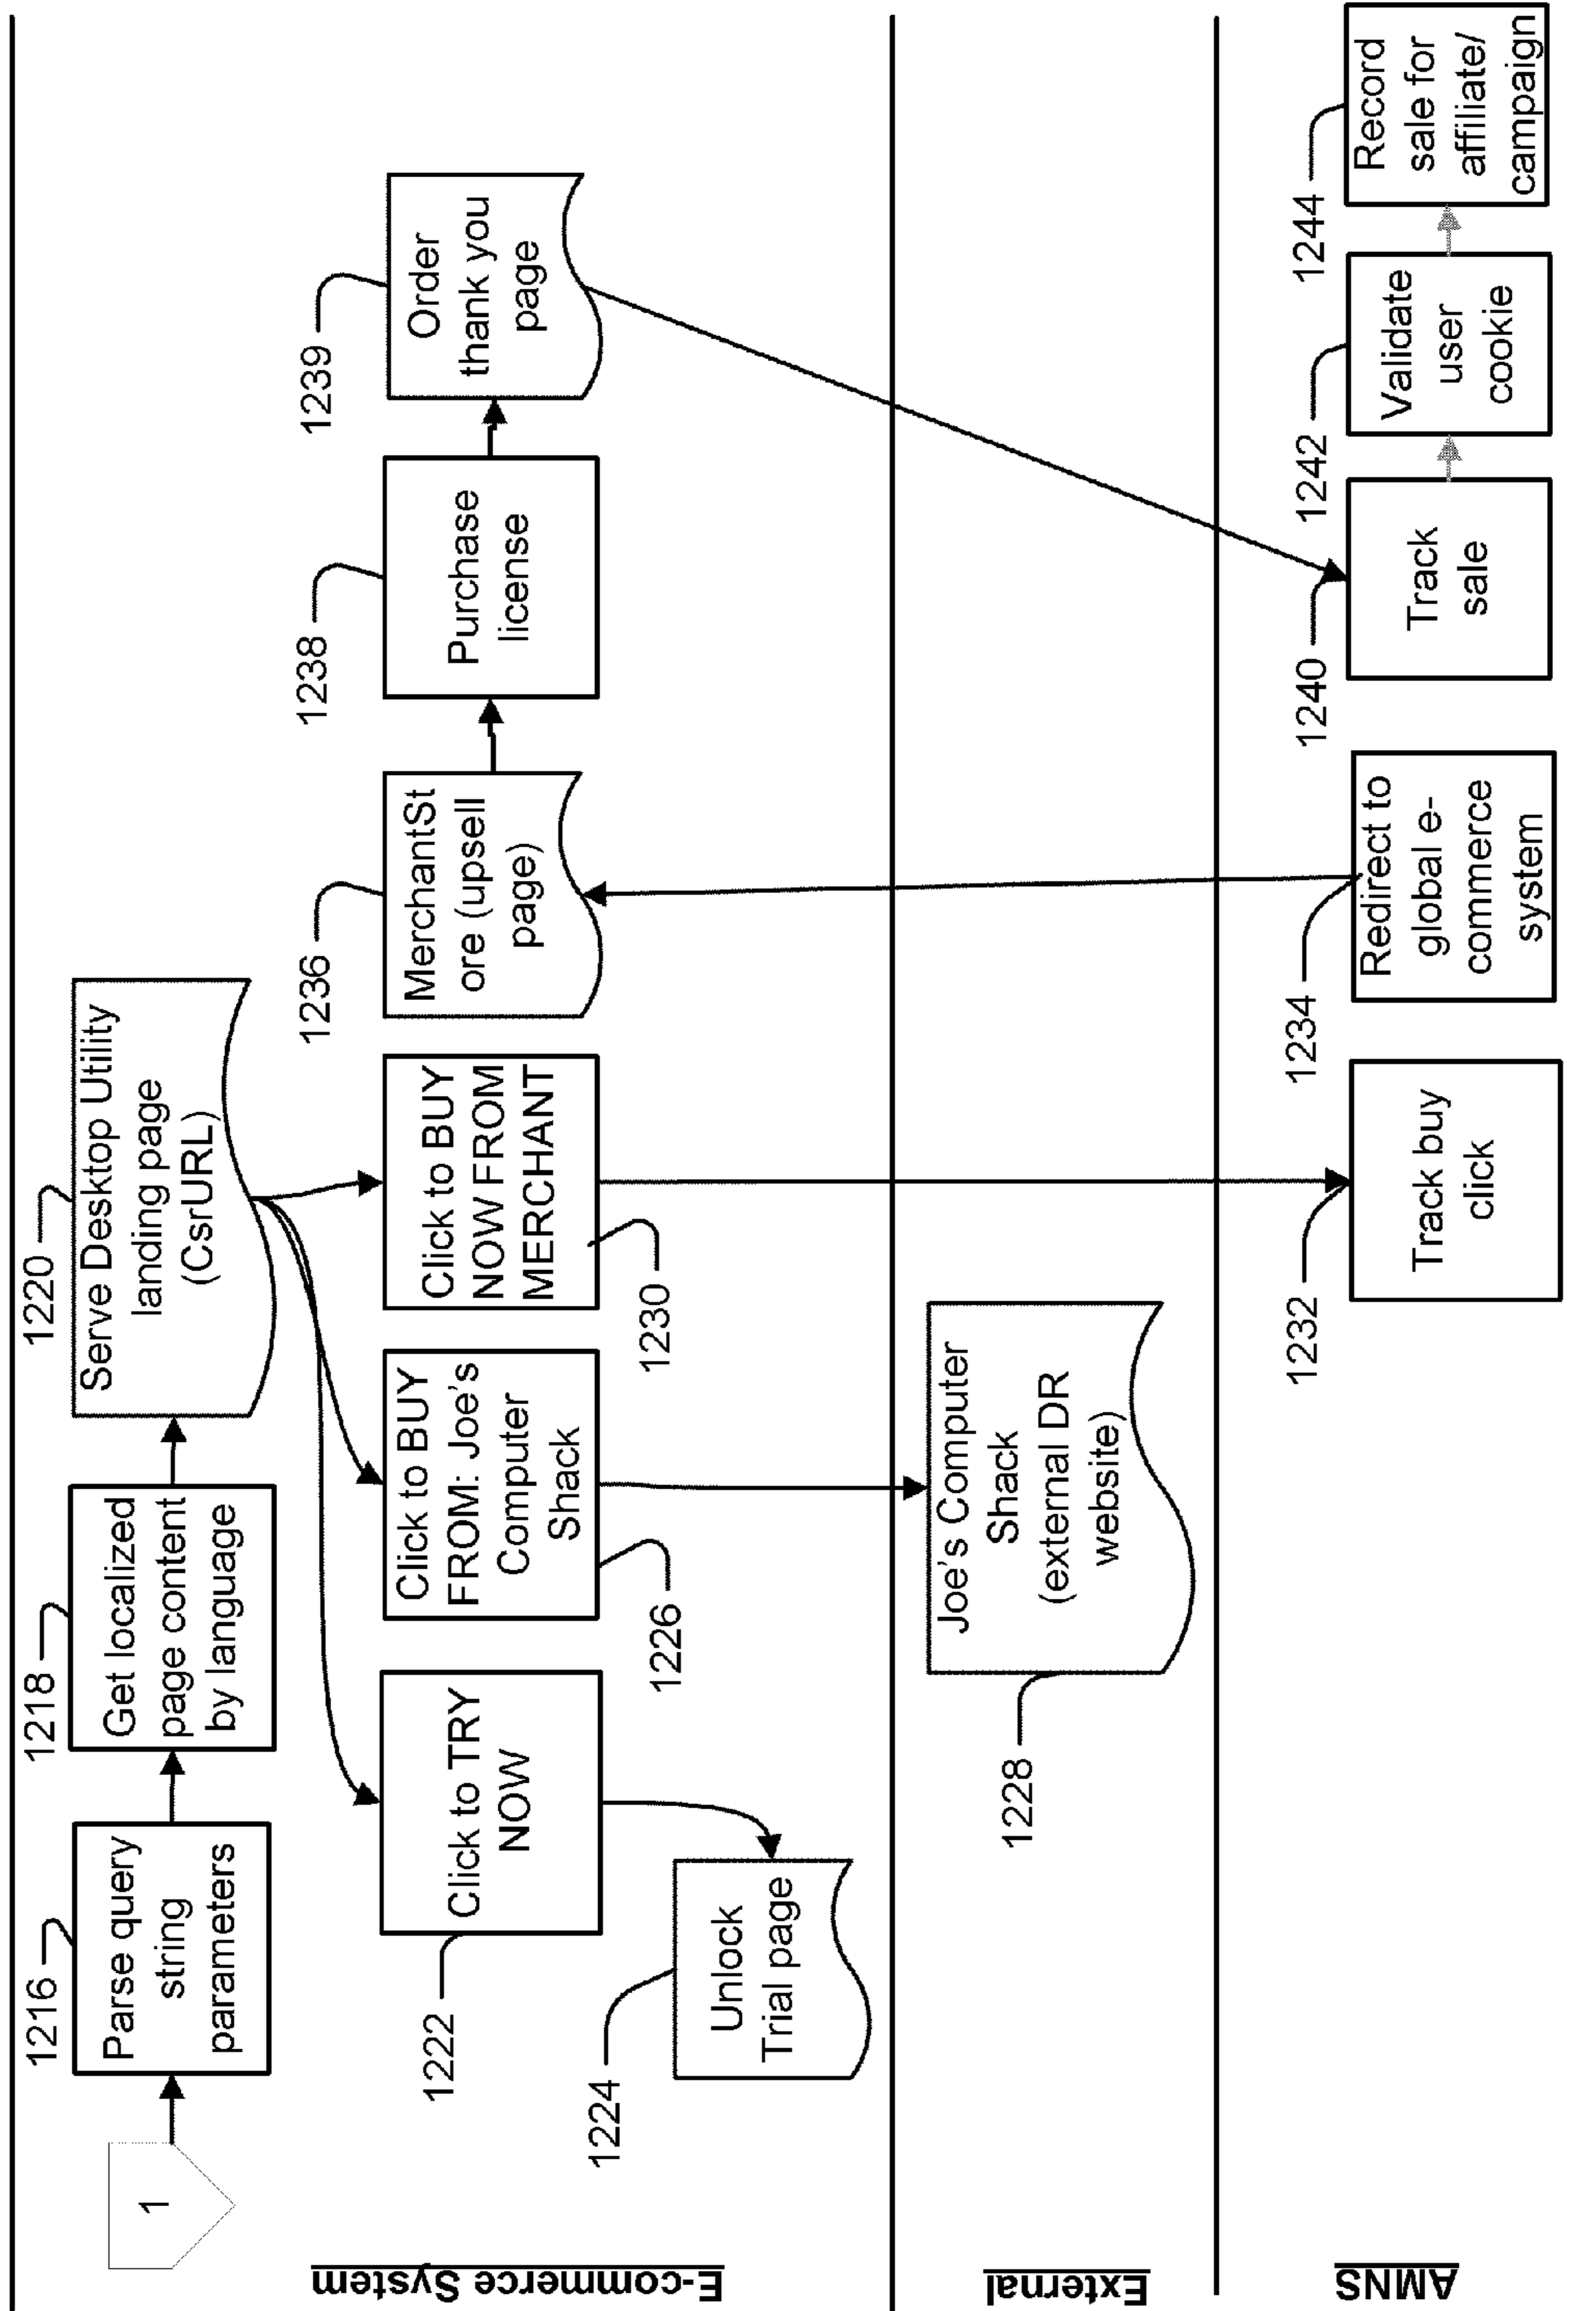 E-commerce System
1
1216
Parse query
string
parameters
1218
Get localized
page content
by language
1220
Serve Desktop Utility
landing page
(CsrURL)
1222
Click to TRY
NOW
1224
Unlock
Trial page
1226
Click to BUY
FROM: Joe's
Computer
Shack
1230
Click to BUY
NOW FROM
MERCHANT
1236
MerchantSt
ore (upsell
page)
1238
Purchase
license
1239
Order
thank you
page
External
1228
Joe's Computer
Shack
(external DR
website)
AMNS
1232
Track buy
click
1234
Redirect to
global e-
commerce
system
1240
Track
sale
1242
Validate
user
cookie
1244
Record
sale for
affiliate/
campaign